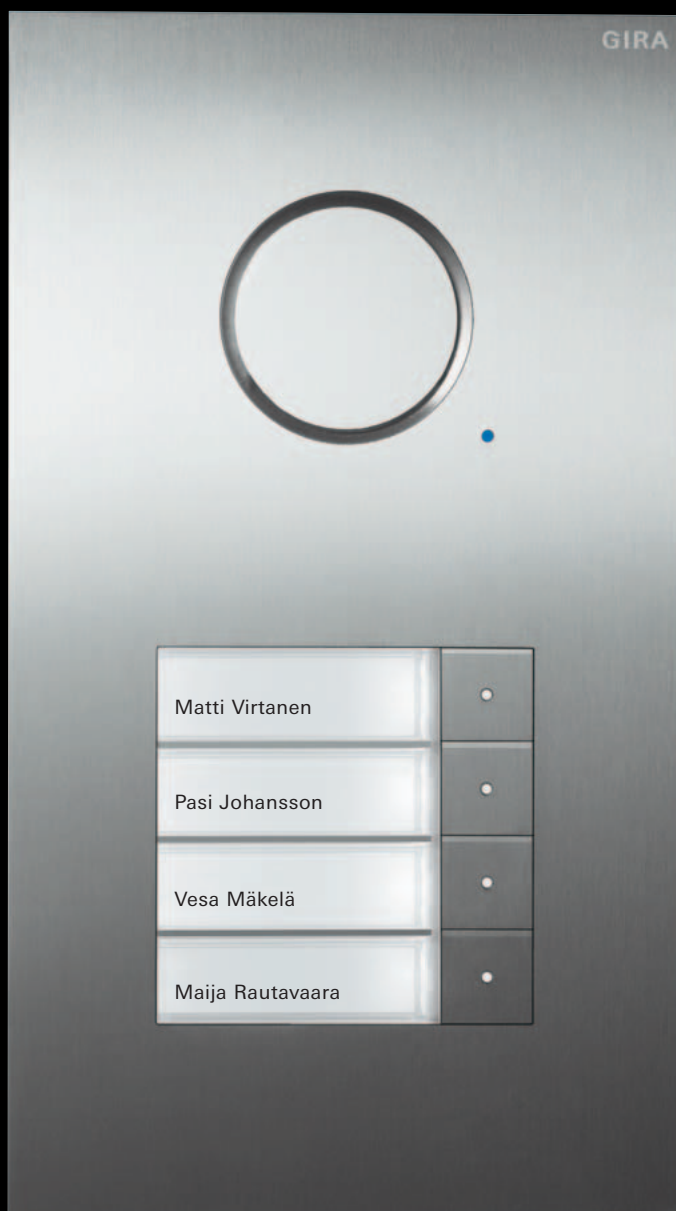 GIRA
Matti Virtanen
Pasi Johansson
Vesa Mäkelä
Maija Rautavaara